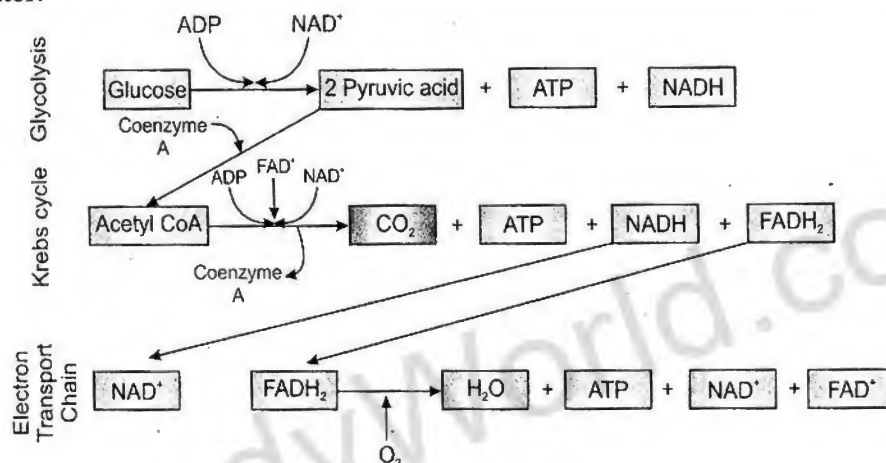 ADP NAD⁺
Glycolysis
Glucose 2 Pyruvic acid + ATP + NADH
Coenzyme
A
ADP FAD⁺ NAD⁺
Krebs cycle
Acetyl CoA CO₂ + ATP + NADH + FADH₂
Coenzyme
A
Electron
Transport
Chain
NAD⁺ FADH₂ H₂O + ATP + NAD⁺ + FAD⁺
O₂